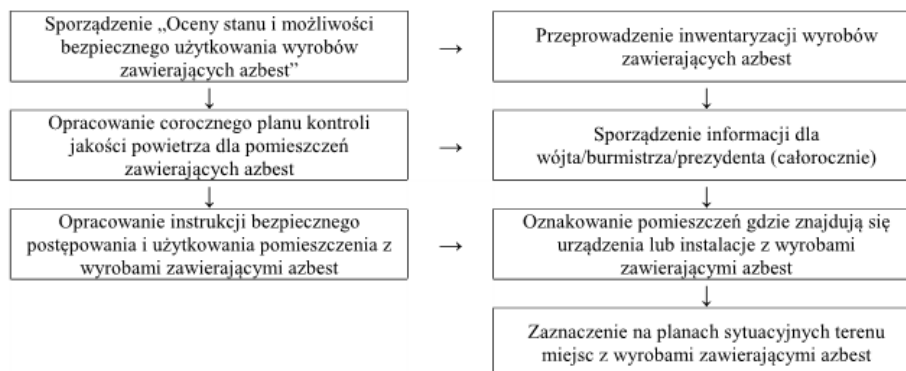 Sporządzenie „Oceny stanu i możliwości
bezpiecznego użytkowania wyrobów
zawierających azbest”
→
Przeprowadzenie inwentaryzacji wyrobów
zawierających azbest
↓
Opracowanie corocznego planu kontroli
jakości powietrza dla pomieszczeń
zawierających azbest
→
Sporządzenie informacji dla
wójta/burmistrza/prezydenta (całorocznie)
↓
↓
Opracowanie instrukcji bezpiecznego
postępowania i użytkowania pomieszczenia z
wyrobami zawierającymi azbest
→
Oznakowanie pomieszczeń gdzie znajdują się
urządzenia lub instalacje z wyrobami
zawierającymi azbest
↓
Zaznaczenie na planach sytuacyjnych terenu
miejsc z wyrobami zawierającymi azbest